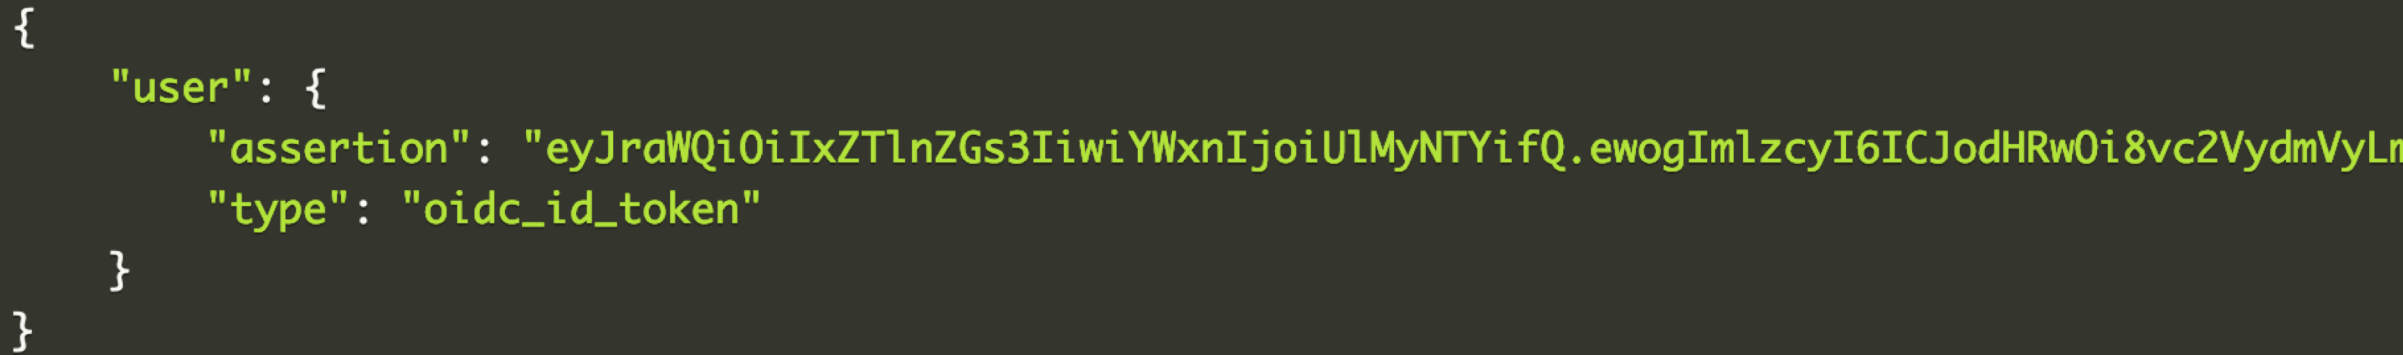 {
    "user": {
        "assertion": "eyJraWQiOiIxZTlnZGs3IiwiYWxnIjoiUlMyNTYifQ.ewogImlzcyI6ICJodHRwOi8vc2VydmVyLm
        "type": "oidc_id_token"
    }
}